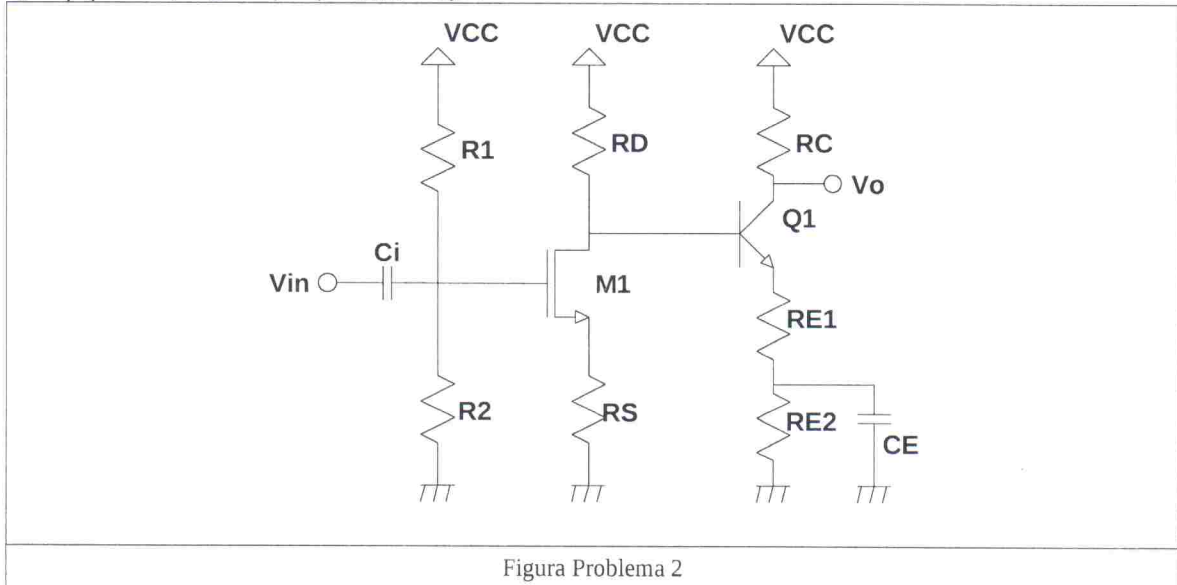 VCC
VCC
VCC
R1
RD
RC
Vo
Q1
Ci
Vin
M1
RE1
R2
RS
RE2
CE
Figura Problema 2